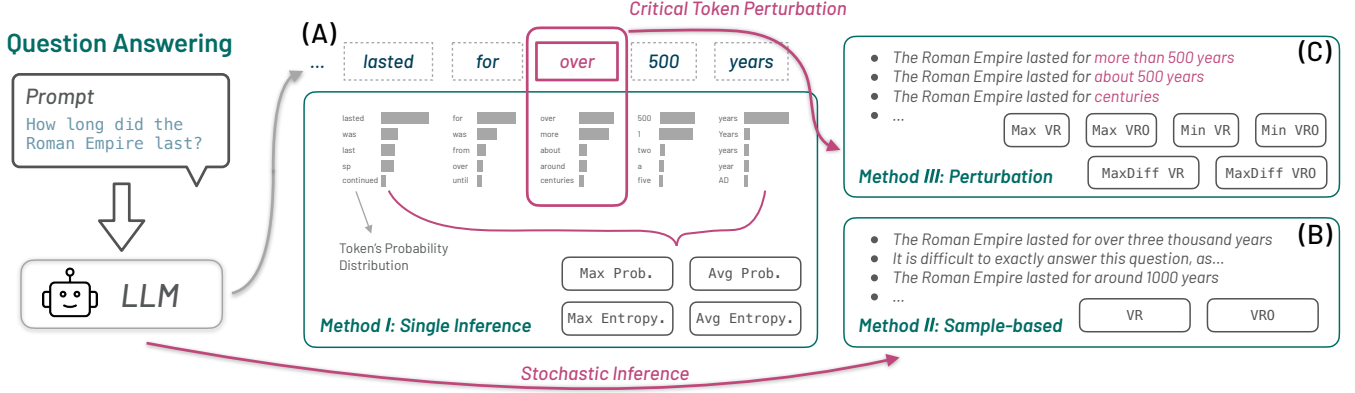 Critical Token Perturbation
Question Answering
Prompt
How long did the
Roman Empire last?
LLM
(A)
... lasted for over 500 years
lasted for over 500 years
was was more 1 Years
last from about two years
sp over around a year
continued until centuries five AD
Token's Probability
Distribution
Max Prob. Avg Prob.
Max Entropy. Avg Entropy.
Method I: Single Inference
(C)
● The Roman Empire lasted for more than 500 years
● The Roman Empire lasted for about 500 years
● The Roman Empire lasted for centuries
● ...
Max VR Max VRO Min VR Min VRO
MaxDiff VR MaxDiff VRO
Method III: Perturbation
(B)
● The Roman Empire lasted for over three thousand years
● It is difficult to exactly answer this question, as...
● The Roman Empire lasted for around 1000 years
● ...
VR VRO
Method II: Sample-based
Stochastic Inference